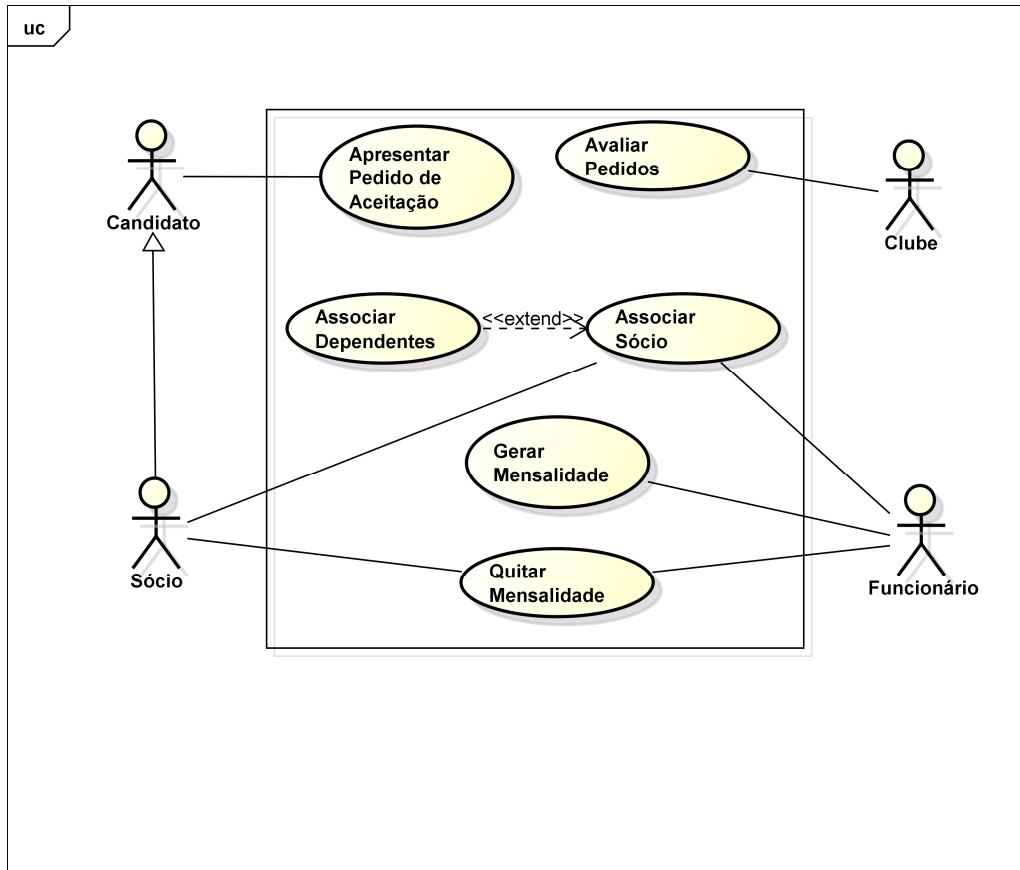 uc
Apresentar
Pedido de
Aceitação
Avaliar
Pedidos
Candidato
Clube
Associar
Dependentes
<<extend>>
Associar
Sócio
Gerar
Mensalidade
Sócio
Quitar
Mensalidade
Funcionário